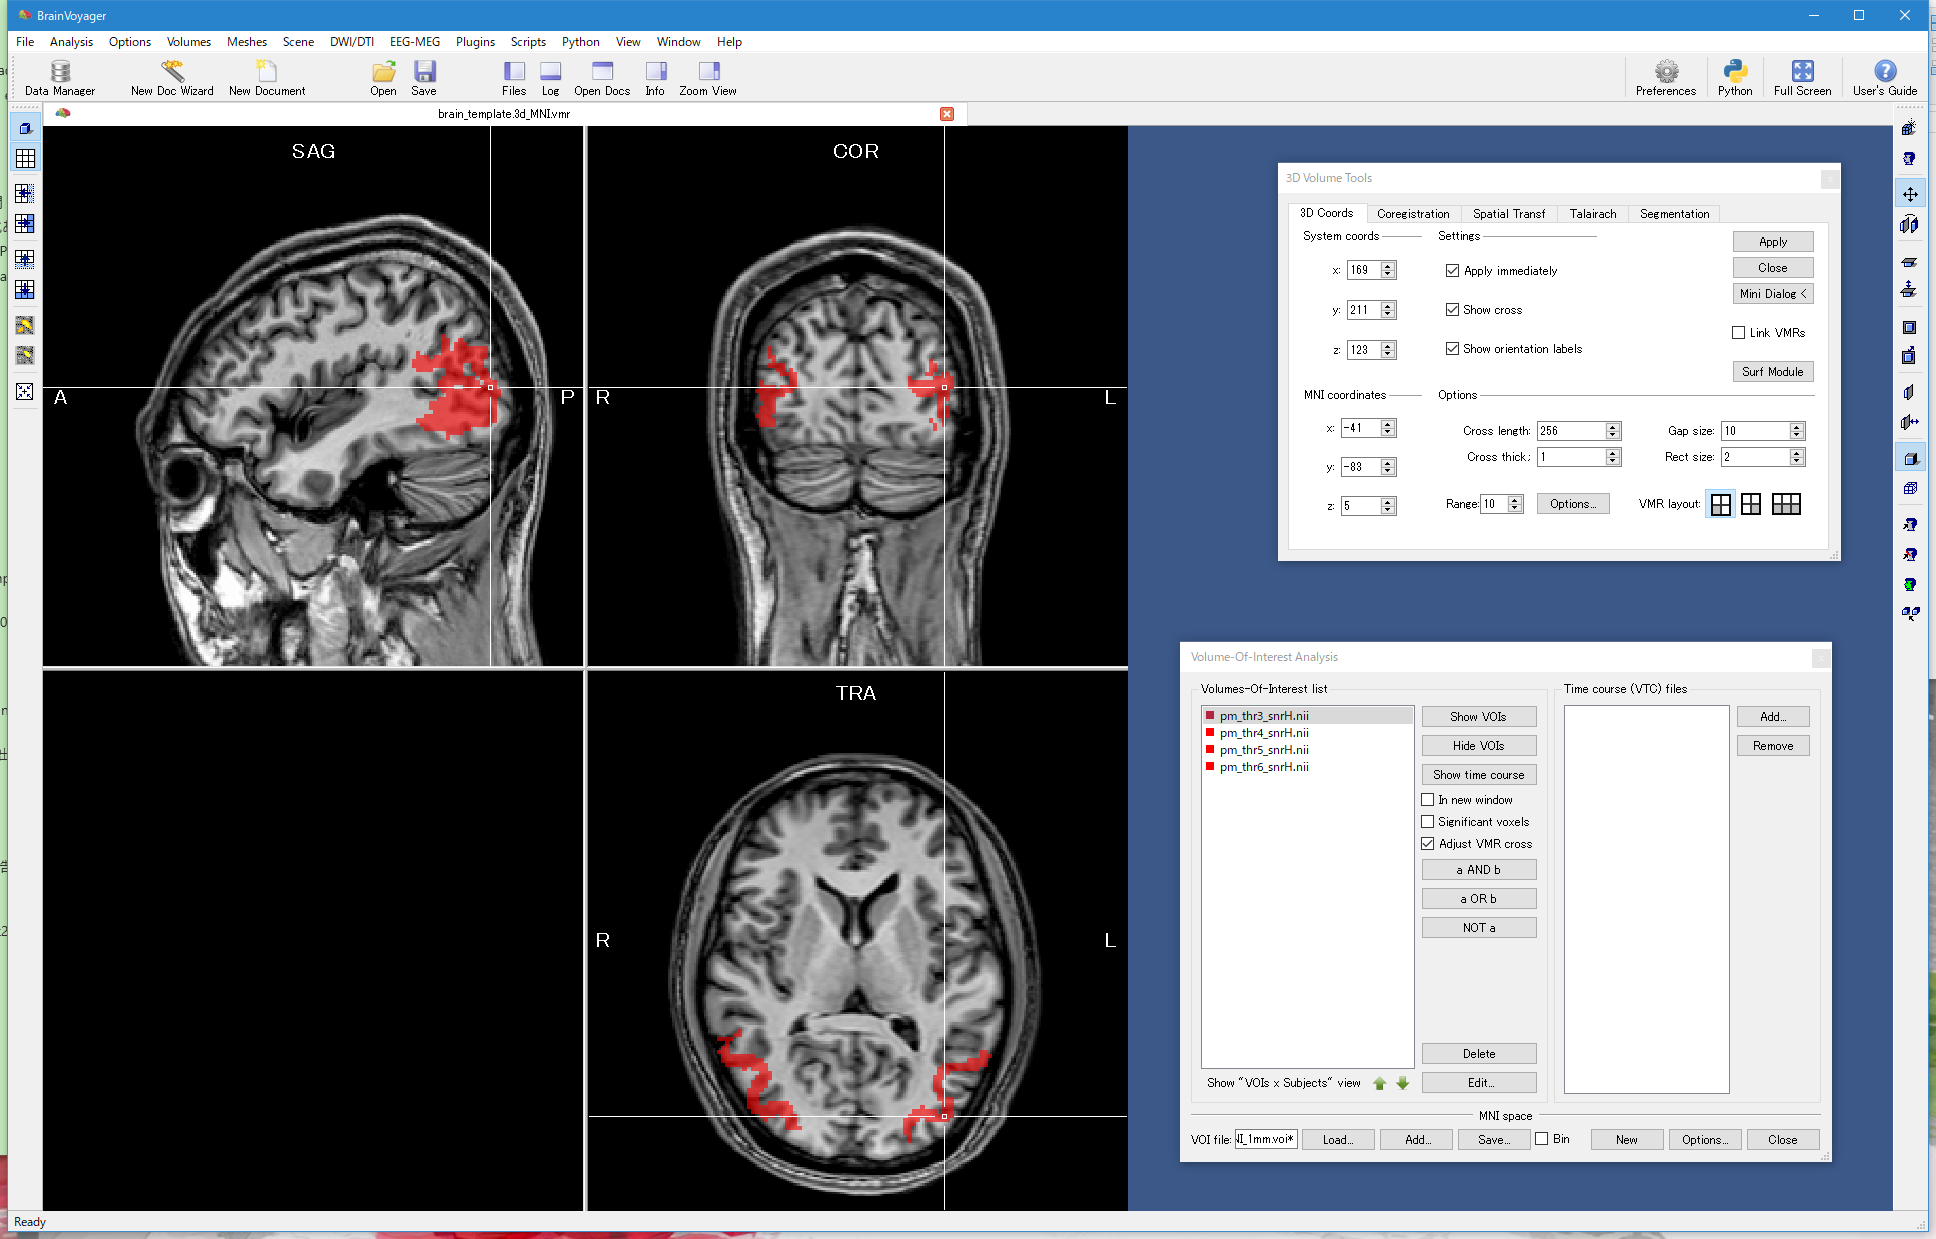 BrainVoyager
File Analysis Options Volumes Meshes Scene DWI/DTI EEG-MEG Plugins Scripts Python View Window Help
Data Manager New Doc Wizard New Document Open Save Files Log Open Docs Info Zoom View Preferences Python Full Screen User's Guide
brain_template.3d_MNI.vmr
SAG
A
P
COR
R
L
TRA
R
L
3D Volume Tools
3D Coords Coregistration Spatial Transf Talairach Segmentation
System coords Settings
Apply
x: 169 Apply immediately
Close
Mini Dialog <
y: 211 Show cross
Link VMRs
z: 123 Show orientation labels
Surf Module
MNI coordinates Options
x: -41 Cross length: 256 Gap size: 10
Cross thick.: 1 Rect size: 2
y: -83
z: 5 Range: 10 Options... VMR layout:
Volume-Of-Interest Analysis
Volumes-Of-Interest list
Time course (VTC) files
pm_thr3_snrH.nii
pm_thr4_snrH.nii
pm_thr5_snrH.nii
pm_thr6_snrH.nii
Show VOIs
Hide VOIs
Show time course
In new window
Significant voxels
Adjust VMR cross
a AND b
a OR b
NOT a
Delete
Show "VOIs x Subjects" view Edit...
Add...
Remove
MNI space
VOI file: NI_1mm.voi* Load... Add... Save... Bin New Options... Close
Ready